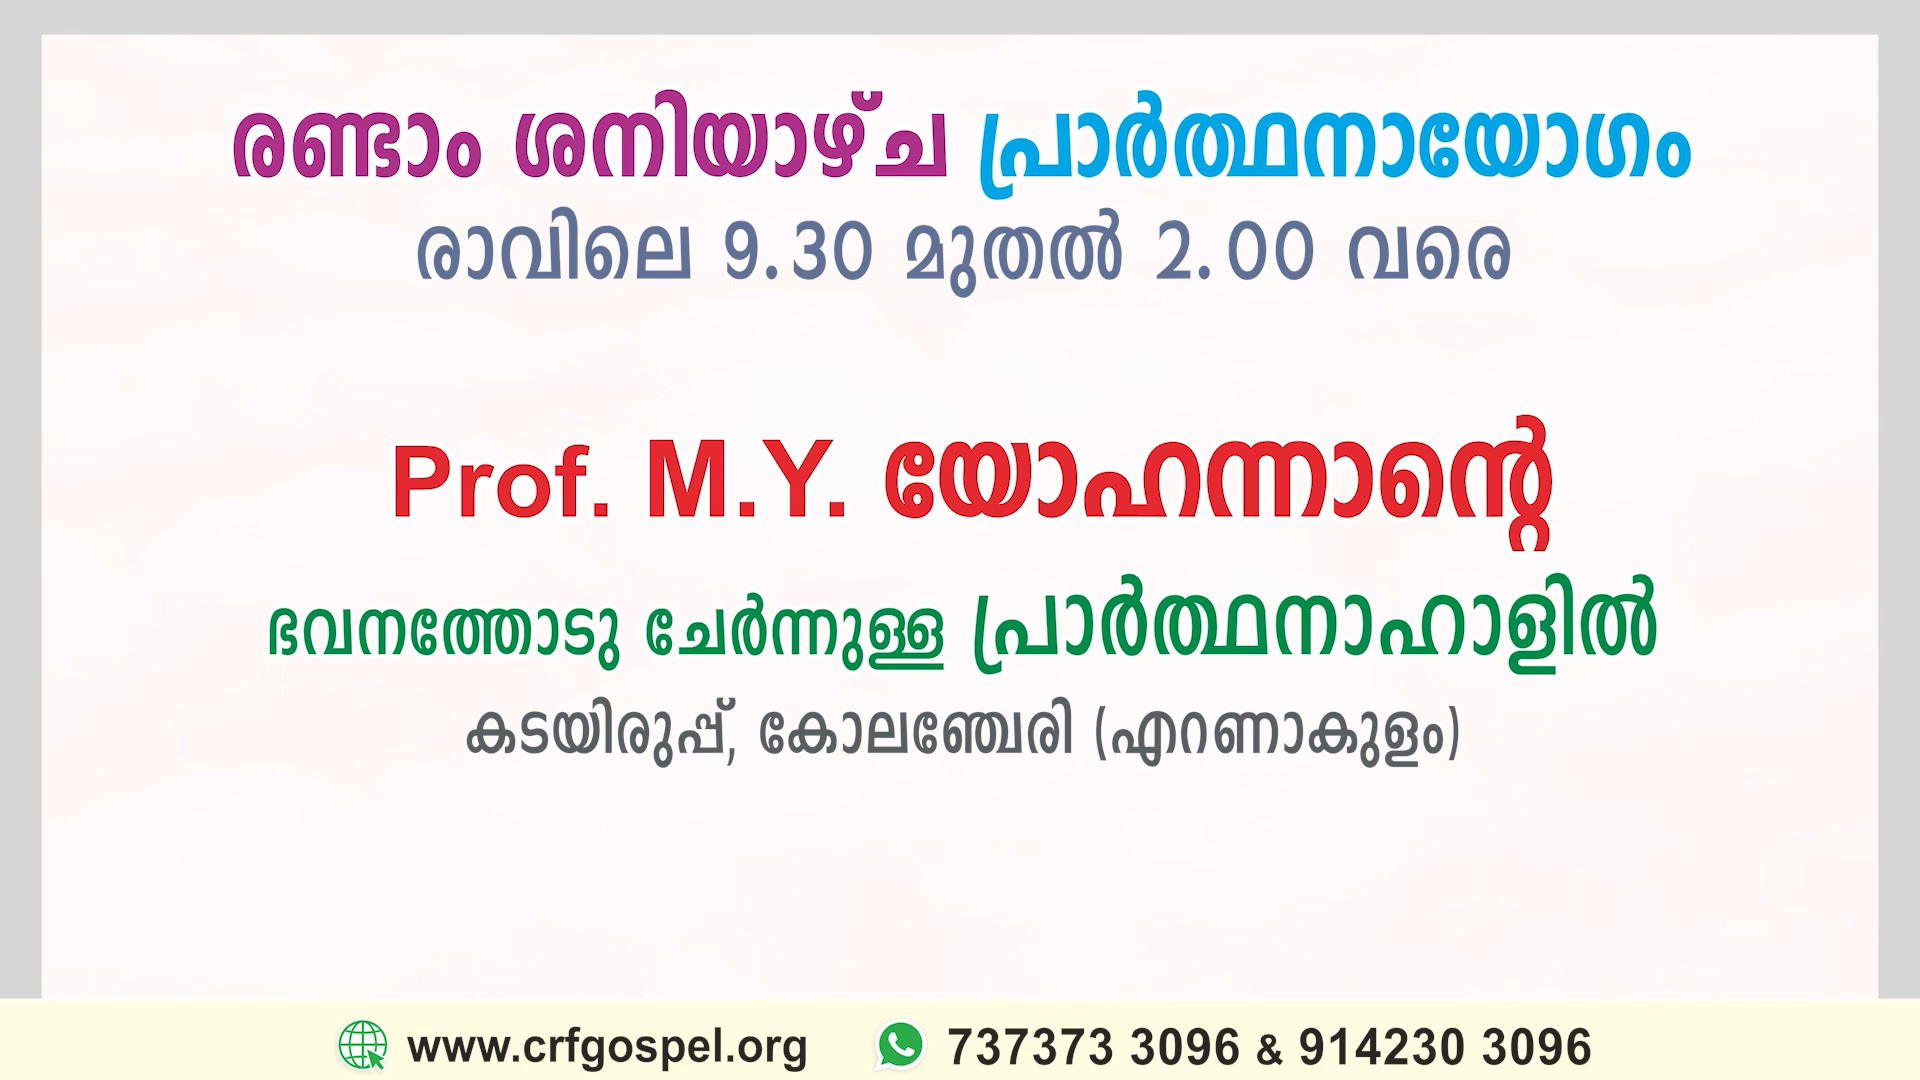 രണ്ടാം ശനിയാഴ്ച പ്രാർത്ഥനായോഗം
രാവിലെ 9.30 മുതൽ 2.00 വരെ
Prof. M.Y. യോഹന്നാന്റെ
ഭവനത്തോടു ചേർന്നുള്ള പ്രാർത്ഥനാഹാളിൽ
കടയിരുപ്പ്, കോലഞ്ചേരി (എറണാകുളം)
www.crfgospel.org 737373 3096 & 914230 3096